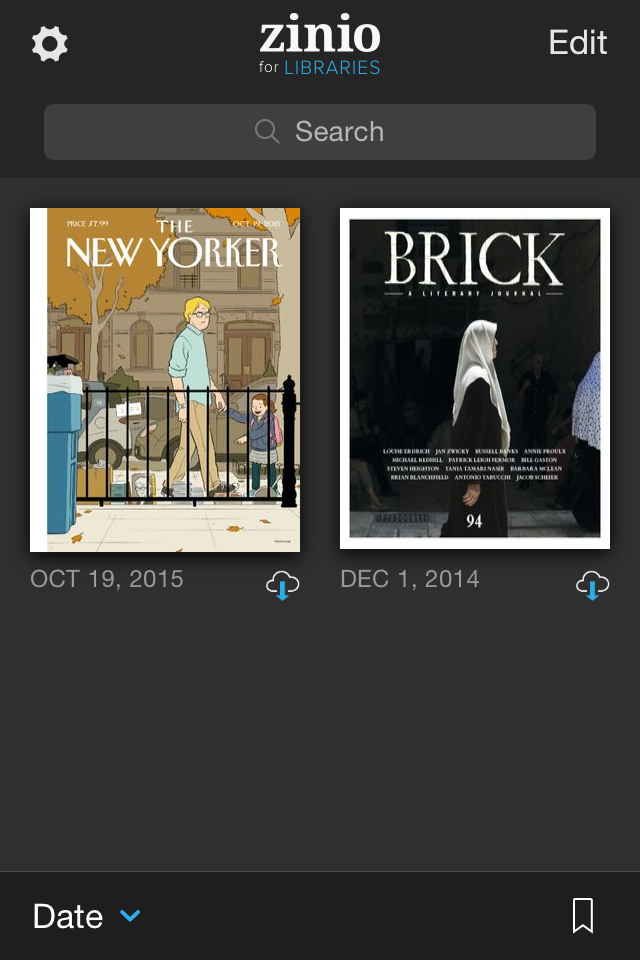 zinio
for LIBRARIES
Edit
Search
PRICE $7.99
THE
OCT. 19, 2015
NEW YORKER
BRICK
A LITERARY JOURNAL
LOUISE ERDRICH JAN ZWICKY RUSSELL BANKS ANNIE PROULX
MICHAEL REDHILL PATRICK LEIGH FERMOR BILL GASTON
STEVEN HEIGHTON TANIA TAMARI NASIR BARBARA MCLEAN
BRIAN BLANCHFIELD ANTONIO TABUCCHI JACOB SCHEIER
94
OCT 19, 2015
DEC 1, 2014
Date